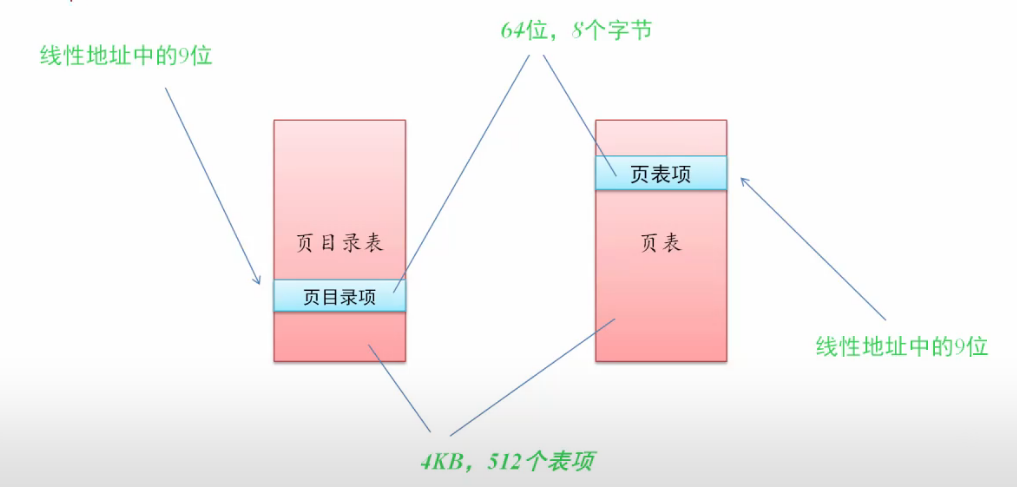 64位，8个字节
线性地址中的9位
页表项
页目录表
页表
页目录项
线性地址中的9位
4KB，512个表项